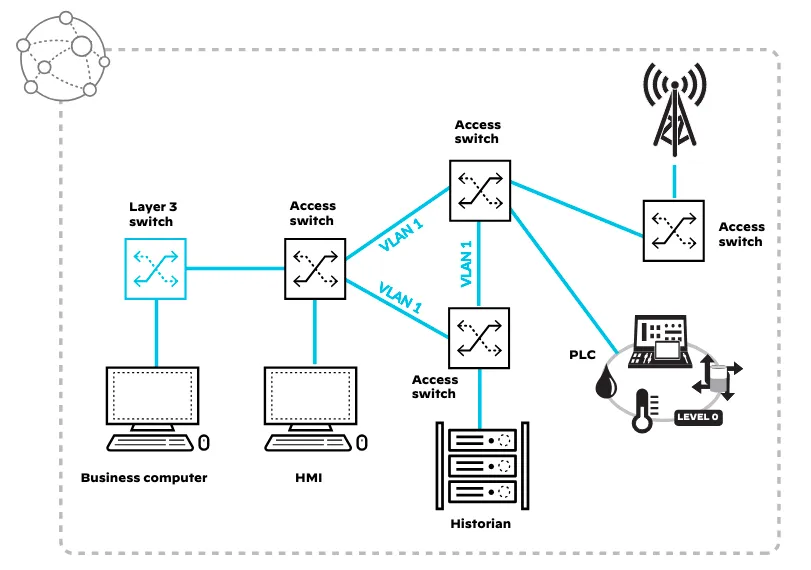 Access
switch
Layer 3
switch
Access
switch
VLAN 1
VLAN 1
VLAN 1
Access
switch
Access
switch
PLC
LEVEL 0
Business computer
HMI
Historian